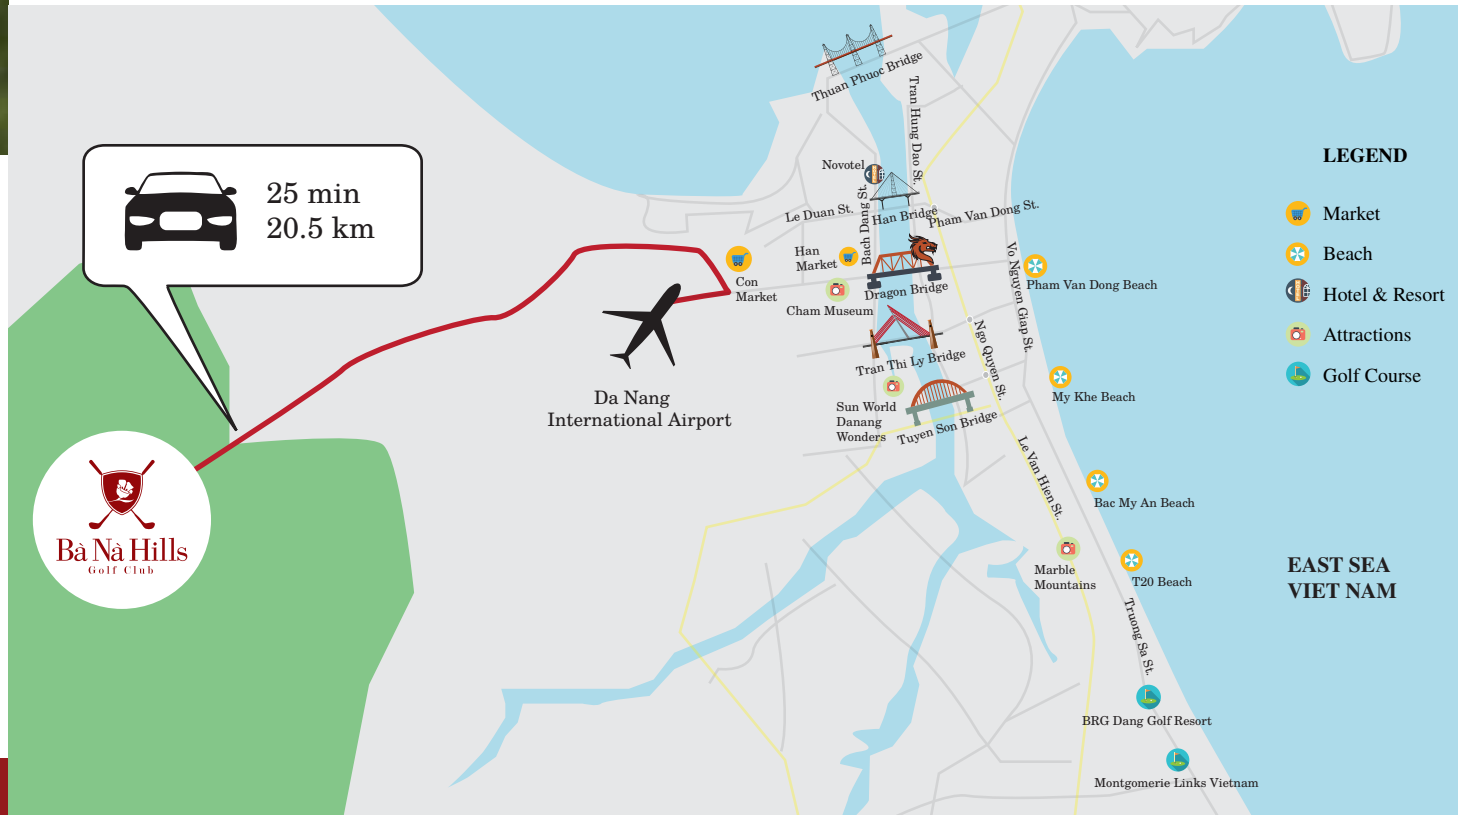 Thuan Phuoc Bridge
Tran Hung Dao St.
25 min
20.5 km
LEGEND
Market
Beach
Hotel & Resort
Attractions
Golf Course
Novotel
Le Duan St.
Bach Dang St.
Han Bridge
Pham Van Dong St.
Han
Market
Con
Market
Cham Museum
Dragon Bridge
Vo Nguyen Giap St.
Pham Van Dong Beach
Tran Thi Ly Bridge
Ngo Quyen St.
Da Nang
International Airport
My Khe Beach
Sun World
Danang
Wonders
Tuyen Son Bridge
Le Van Hien St.
Bac My An Beach
Bà Nà Hills
Golf Club
Marble
Mountains
T20 Beach
EAST SEA
VIET NAM
Truong Sa St.
BRG Dang Golf Resort
Montgomerie Links Vietnam